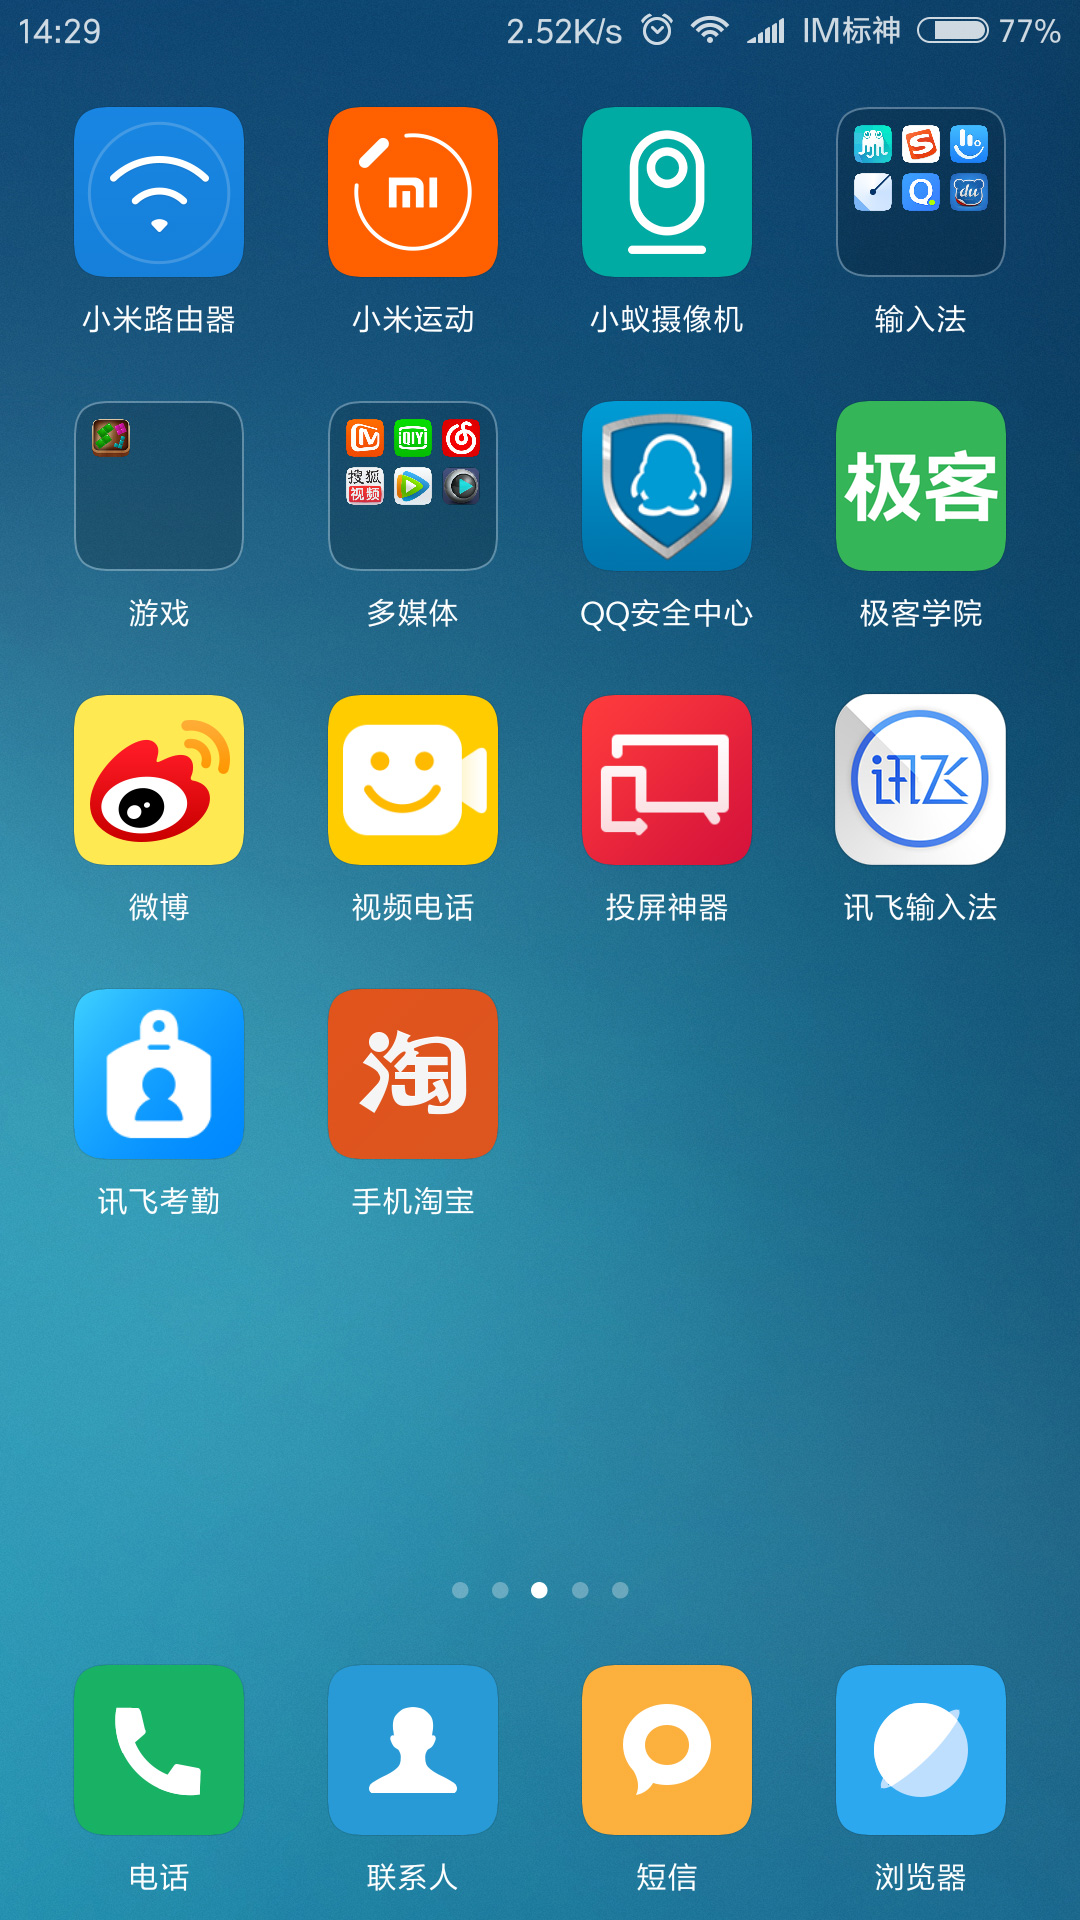 14:29 2.52K/s IM标神 77%
mi
S
du
小米路由器 小米运动 小蚁摄像机 输入法
iQIYI
搜狐
视频
极客
游戏 多媒体 QQ安全中心 极客学院
讯飞
微博 视频电话 投屏神器 讯飞输入法
淘
讯飞考勤 手机淘宝
电话 联系人 短信 浏览器